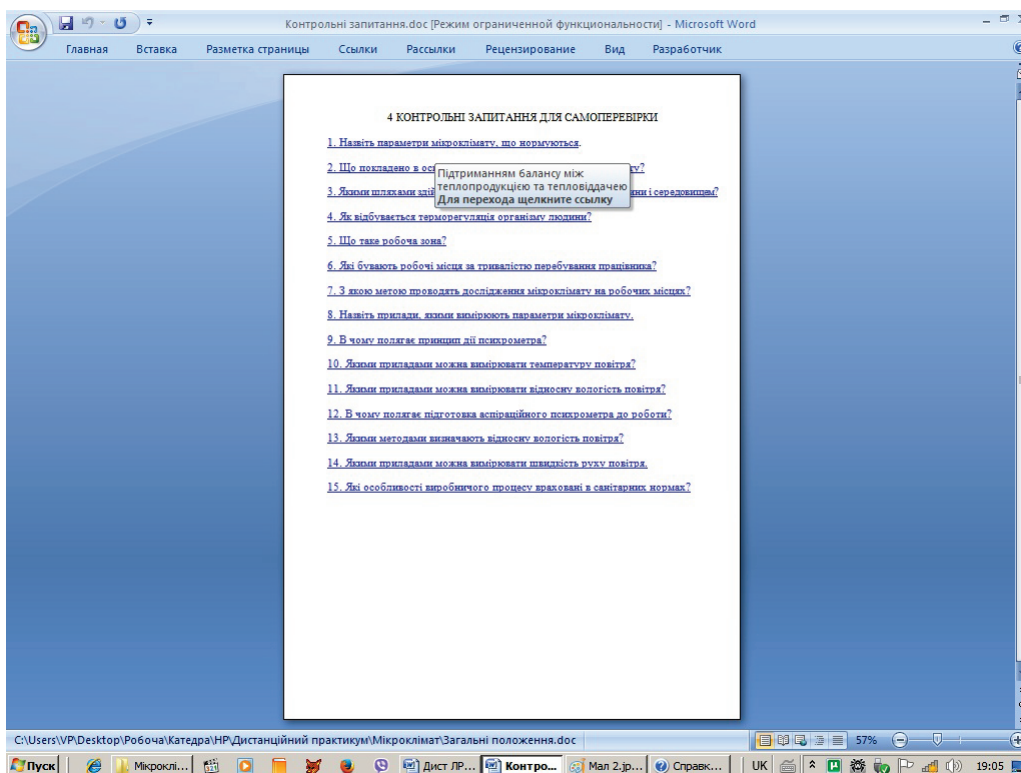 Контрольні запитання.doc [Режим ограниченной функциональности] - Microsoft Word
Главная Вставка Разметка страницы Ссылки Рассылки Рецензирование Вид Разработчик
4 КОНТРОЛЬНІ ЗАПИТАННЯ ДЛЯ САМОПЕРЕВІРКИ
1. Назвіть параметри мікроклімату, що нормуються.
2. Що покладено в ос
Підтриманням балансу між
теплопродукцією та тепловіддачею
Для перехода щелкните ссылку
3. Якими шляхами зді и і середовищем?
4. Як відбувається терморегуляція організму людини?
5. Що таке робоча зона?
6. Які бувають робочі місця за тривалістю перебування працівника?
7. З якою метою проводять дослідження мікроклімату на робочих місцях?
8. Назвіть прилади, якими вимірюють параметри мікроклімату.
9. В чому полягає принцип дії психрометра?
10. Якими приладами можна вимірювати температуру повітря?
11. Якими приладами можна вимірювати відносну вологість повітря?
12. В чому полягає підготовка аспіраційного психрометра до роботи?
13. Якими методами визначають відносну вологість повітря?
14. Якими приладами можна вимірювати швидкість руху повітря.
15. Які особливості виробничого процесу враховані в санітарних нормах?
C:\Users\VP\Desktop\Робоча\Катедра\НР\Дистанційний практикум\Мікроклімат\Загальні положення.doc 57%
Пуск Мікроклі... Дист ЛР... Контро... Мал 2.jp... Справк... UK 19:05